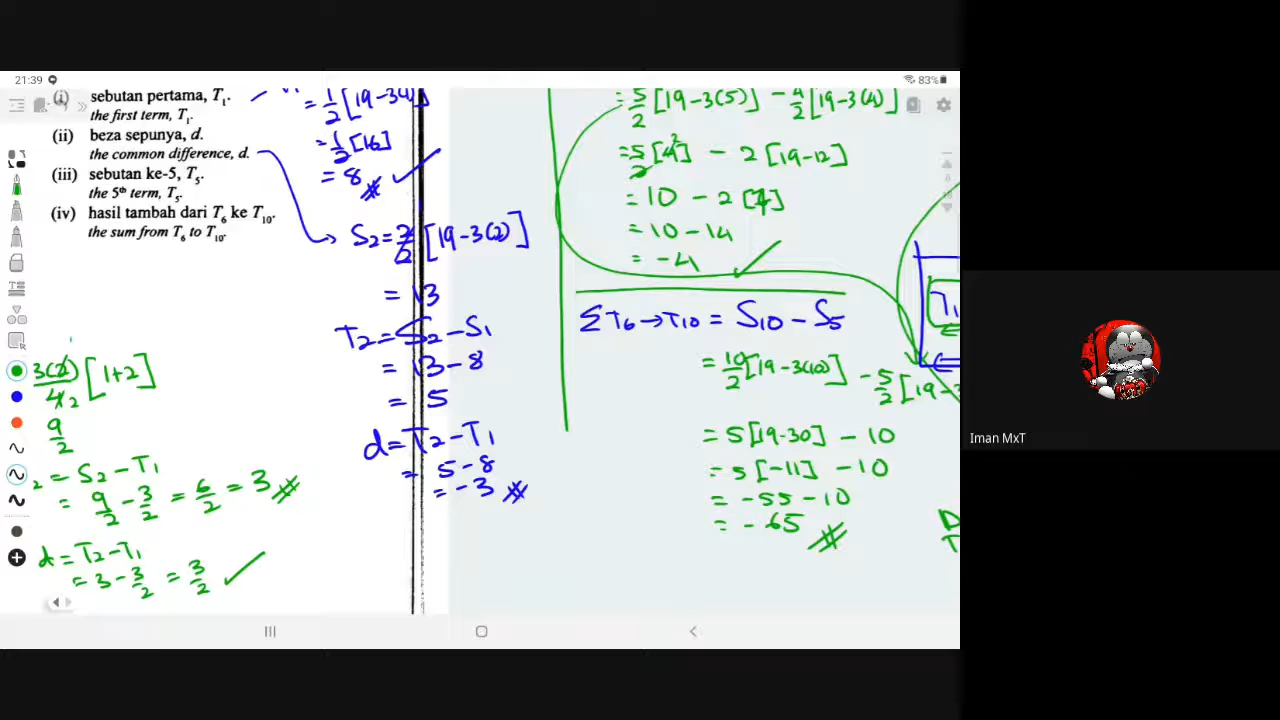 21:39
83%
(i) sebutan pertama, T₁.
the first term, T₁.
(ii) beza sepunya, d.
the common difference, d.
(iii) sebutan ke-5, T₅.
the 5th term, T₅.
(iv) hasil tambah dari T₆ ke T₁₀.
the sum from T₆ to T₁₀.
3(2)/4 2 [1+2]
9/2
2 = S₂ - T₁
= 9/2 - 3/2 = 6/2 = 3
d = T₂ - T₁
= 3 - 3/2 = 3/2
= 1/2 [19-3(1)]
= 1/2 [16]
= 8
S₂ = 2/2 [19-3(2)]
= 13
T₂ = S₂ - S₁
= 13 - 8
= 5
d = T₂ - T₁
= 5 - 8
= -3
= 5/2 [19-3(5)] - 4/2 [19-3(4)]
= 5/2 [4²] - 2 [19-12]
= 10 - 2 [7]
= 10 - 14
= -4
ΣT₆→T₁₀ = S₁₀ - S₅
= 10/2 [19-3(10)] - 5/2 [19-3
= 5 [19-30] - 10
= 5 [-11] - 10
= -55 - 10
= -65
T₁
Iman MxT